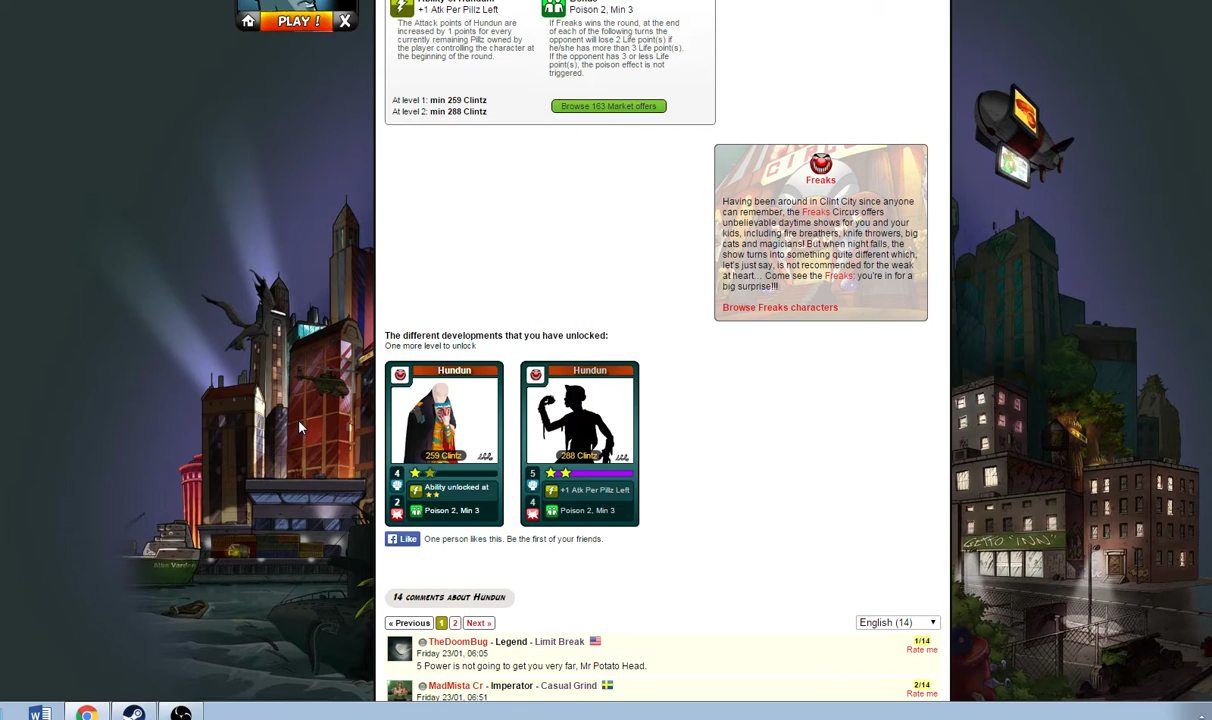 PLAY !
+1 Atk Per Pillz Left
Poison 2, Min 3
The Attack points of Hundun are
increased by 1 points for every
currently remaining Pillz owned by
the player controlling the character at
the beginning of the round.
If Freaks wins the round, at the end
of each of the following turns the
opponent will lose 2 Life point(s) if
he/she has more than 3 Life point(s).
If the opponent has 3 or less Life
point(s), the poison effect is not
triggered.
At level 1: min 259 Clintz
At level 2: min 288 Clintz
Browse 163 Market offers
Freaks
Having been around in Clint City since anyone
can remember, the Freaks Circus offers
unbelievable daytime shows for you and your
kids, including fire breathers, knife throwers, big
cats and magicians! But when night falls, the
show turns into something quite different which,
let's just say, is not recommended for the weak
at heart... Come see the Freaks: you're in for a
big surprise!!!
Browse Freaks characters
The different developments that you have unlocked:
One more level to unlock
Hundun
259 Clintz
4
Ability unlocked at
2
Poison 2, Min 3
Hundun
288 Clintz
5
+1 Atk Per Pillz Left
4
Poison 2, Min 3
Like One person likes this. Be the first of your friends.
14 comments about Hundun
« Previous 1 2 Next »
English (14)
TheDoomBug - Legend - Limit Break
1/14
Rate me
Friday 23/01, 06:05
5 Power is not going to get you very far, Mr Potato Head.
MadMista Cr - Imperator - Casual Grind
2/14
Rate me
Friday 23/01, 06:51
GHETTO INN